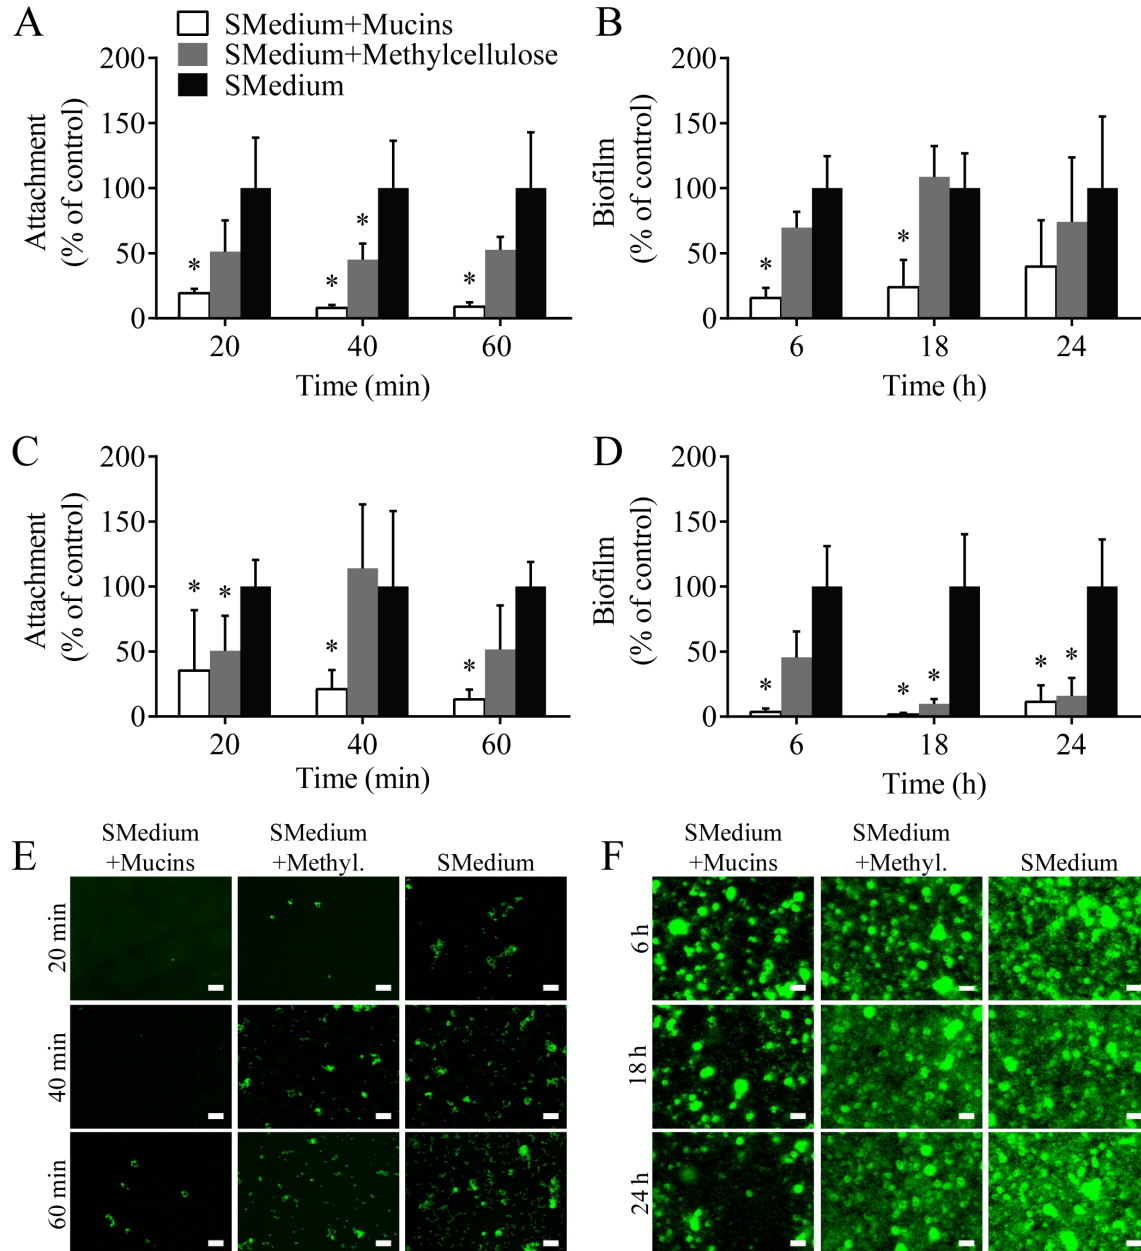 A
SMedium+Mucins
SMedium+Methylcellulose
SMedium
Attachment
(% of control)
200
150
100
50
0
*
*
*
*
20
40
60
Time (min)
B
Biofilm
(% of control)
200
150
100
50
0
*
*
6
18
24
Time (h)
C
Attachment
(% of control)
200
150
100
50
0
*
*
*
*
20
40
60
Time (min)
D
Biofilm
(% of control)
200
150
100
50
0
*
*
*
*
*
6
18
24
Time (h)
E
SMedium
+Mucins
SMedium
+Methyl.
SMedium
20 min
40 min
60 min
F
SMedium
+Mucins
SMedium
+Methyl.
SMedium
6 h
18 h
24 h